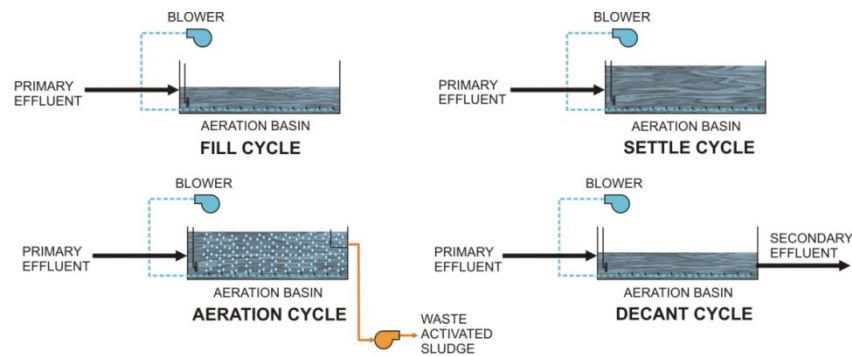 BLOWER
PRIMARY
EFFLUENT
AERATION BASIN
FILL CYCLE
BLOWER
PRIMARY
EFFLUENT
AERATION BASIN
SETTLE CYCLE
BLOWER
PRIMARY
EFFLUENT
AERATION BASIN
AERATION CYCLE
WASTE
ACTIVATED
SLUDGE
BLOWER
PRIMARY
EFFLUENT
SECONDARY
EFFLUENT
AERATION BASIN
DECANT CYCLE